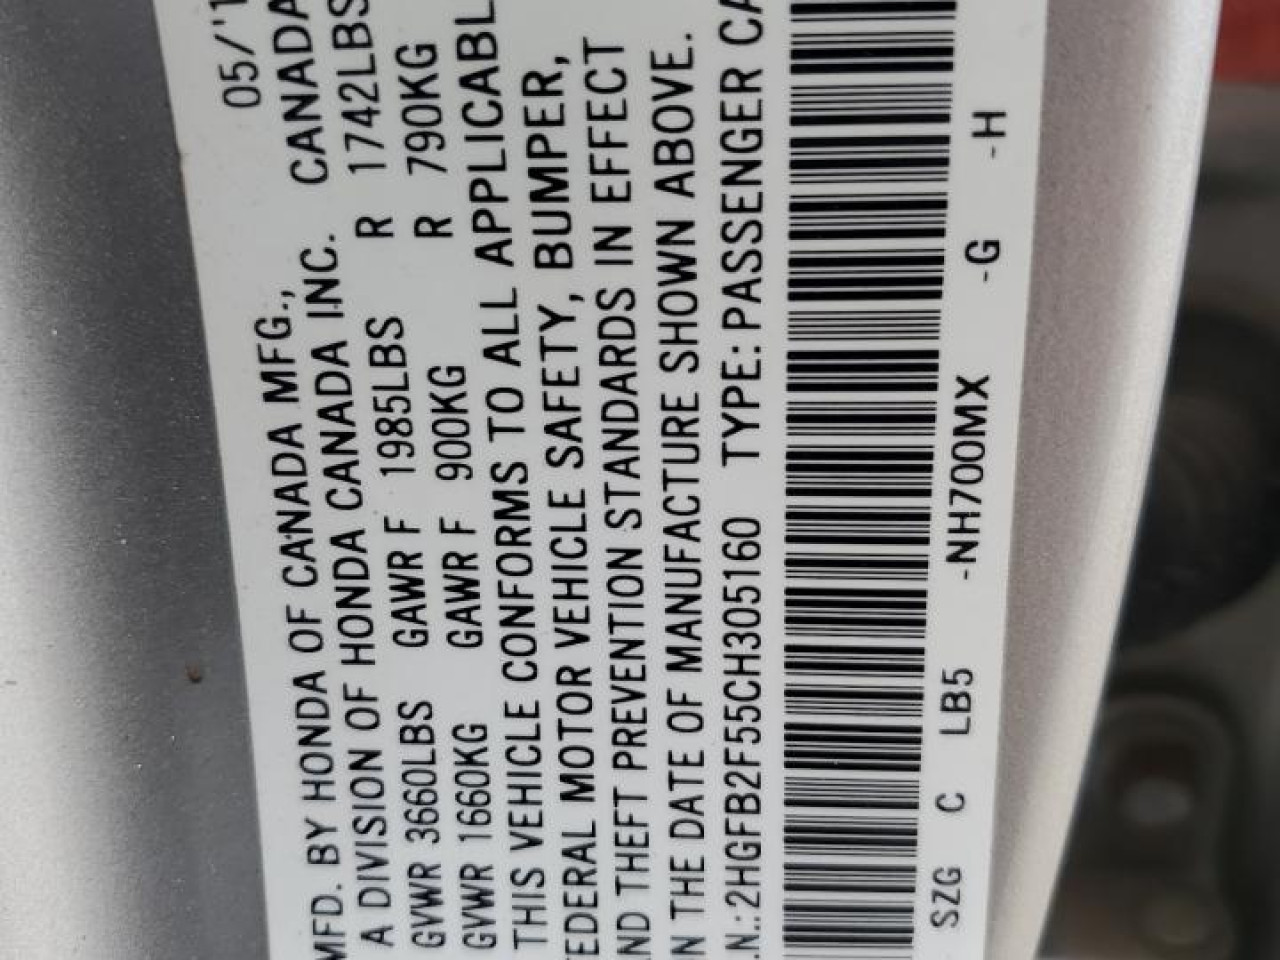 05/'1
MFD. BY HONDA OF CANADA MFG., CANADA
A DIVISION OF HONDA CANADA INC.
GVWR 3660LBS GAWR F 1985LBS R 1742LBS
GVWR 1660KG GAWR F 900KG R 790KG
THIS VEHICLE CONFORMS TO ALL APPLICABL
FEDERAL MOTOR VEHICLE SAFETY, BUMPER,
ND THEFT PREVENTION STANDARDS IN EFFECT
N THE DATE OF MANUFACTURE SHOWN ABOVE.
.N.: 2HGFB2F55CH305160 TYPE: PASSENGER CA
SZG C LB5 -NH700MX -G -H